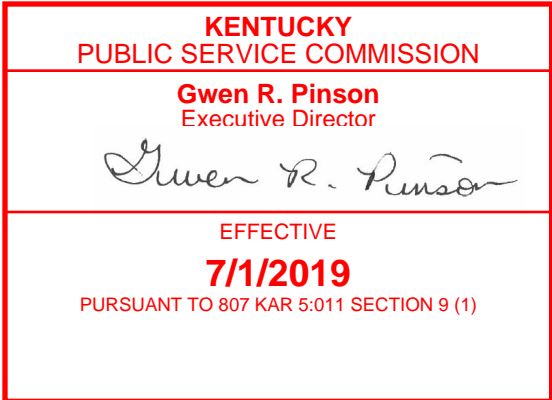 KENTUCKY
PUBLIC SERVICE COMMISSION
Gwen R. Pinson
Executive Director
Gwen R. Pinson
EFFECTIVE
7/1/2019
PURSUANT TO 807 KAR 5:011 SECTION 9 (1)